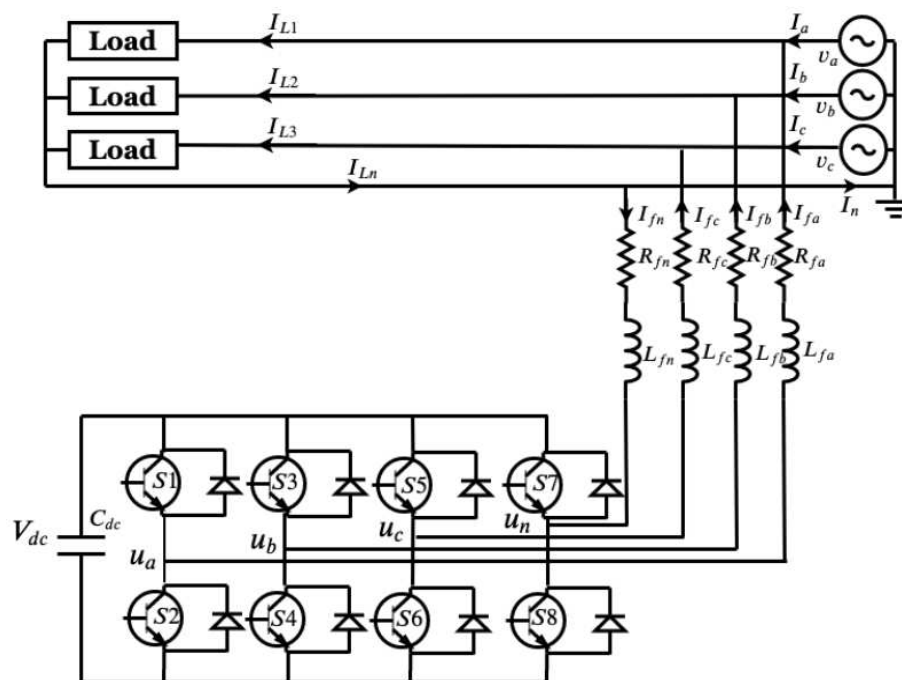 I_{L1} I_a
Load
v_a
I_{L2} I_b
Load
v_b
I_{L3} I_c
Load
v_c
I_{Ln} I_n
I_{fn} I_{fc} I_{fb} I_{fa}
R_{fn} R_{fc} R_{fb} R_{fa}
L_{fn} L_{fc} L_{fb} L_{fa}
S1 S3 S5 S7
V_{dc} C_{dc} u_a u_b u_c u_n
S2 S4 S6 S8